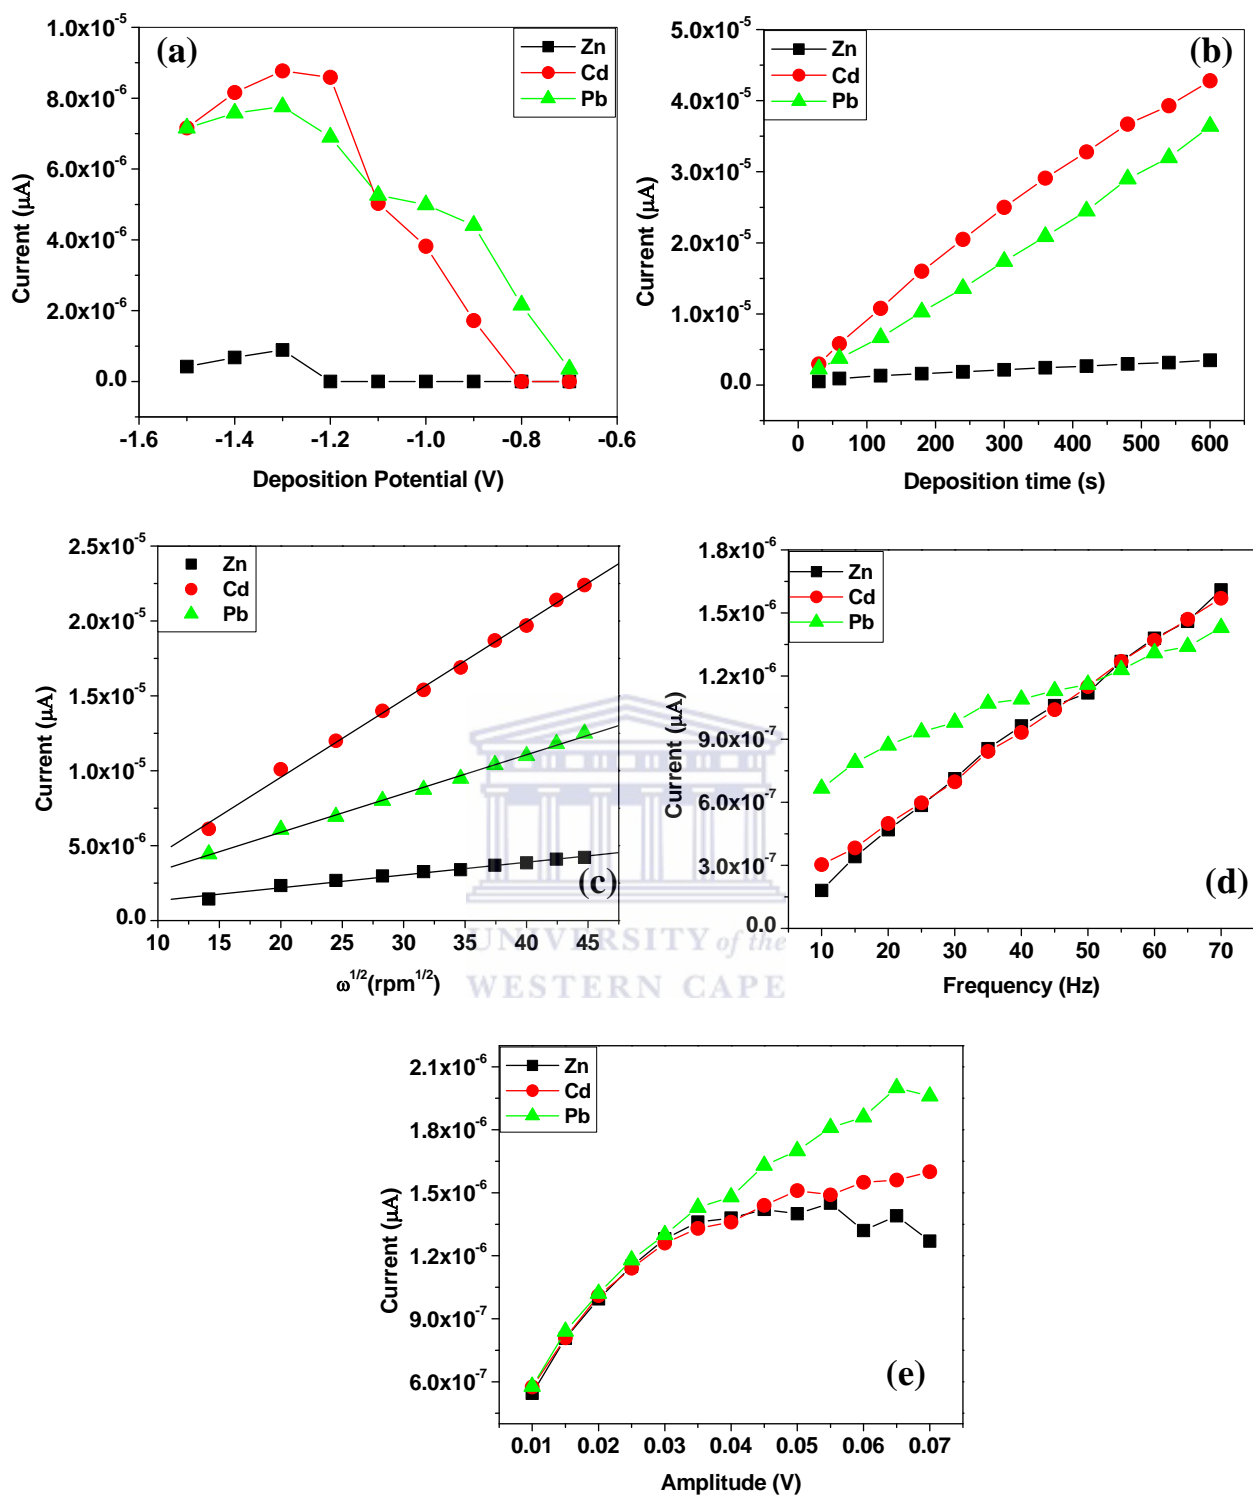 (a)
Zn
Cd
Pb
1.0x10⁻⁵
8.0x10⁻⁶
6.0x10⁻⁶
4.0x10⁻⁶
2.0x10⁻⁶
0.0
Current (µA)
-1.6 -1.4 -1.2 -1.0 -0.8 -0.6
Deposition Potential (V)
(b)
Zn
Cd
Pb
5.0x10⁻⁵
4.0x10⁻⁵
3.0x10⁻⁵
2.0x10⁻⁵
1.0x10⁻⁵
0.0
Current (µA)
0 100 200 300 400 500 600
Deposition time (s)
(c)
Zn
Cd
Pb
2.5x10⁻⁵
2.0x10⁻⁵
1.5x10⁻⁵
1.0x10⁻⁵
5.0x10⁻⁶
0.0
Current (µA)
10 15 20 25 30 35 40 45
ω¹ᐟ²(rpm¹ᐟ²)
(d)
Zn
Cd
Pb
1.8x10⁻⁶
1.5x10⁻⁶
1.2x10⁻⁶
9.0x10⁻⁷
6.0x10⁻⁷
3.0x10⁻⁷
0.0
Current (µA)
10 20 30 40 50 60 70
Frequency (Hz)
UNIVERSITY of the
WESTERN CAPE
(e)
Zn
Cd
Pb
2.1x10⁻⁶
1.8x10⁻⁶
1.5x10⁻⁶
1.2x10⁻⁶
9.0x10⁻⁷
6.0x10⁻⁷
Current (µA)
0.01 0.02 0.03 0.04 0.05 0.06 0.07
Amplitude (V)